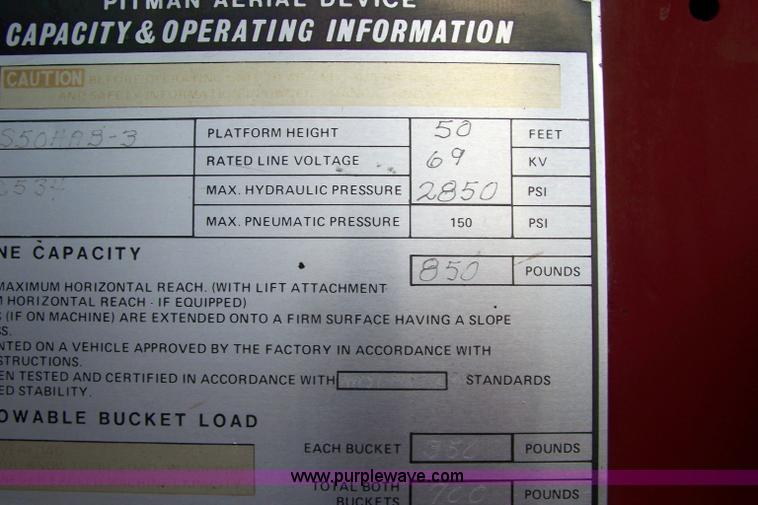 PITMAN AERIAL DEVICE
CAPACITY & OPERATING INFORMATION
CAUTION
S50HAB-3 PLATFORM HEIGHT 50 FEET
RATED LINE VOLTAGE 69 KV
C534 MAX. HYDRAULIC PRESSURE 2850 PSI
MAX. PNEUMATIC PRESSURE 150 PSI
NE CAPACITY
850 POUNDS
MAXIMUM HORIZONTAL REACH. (WITH LIFT ATTACHMENT
HORIZONTAL REACH - IF EQUIPPED)
(IF ON MACHINE) ARE EXTENDED ONTO A FIRM SURFACE HAVING A SLOPE
SS.
NTED ON A VEHICLE APPROVED BY THE FACTORY IN ACCORDANCE WITH
STRUCTIONS.
EN TESTED AND CERTIFIED IN ACCORDANCE WITH STANDARDS
ED STABILITY.
OWABLE BUCKET LOAD
EACH BUCKET 350 POUNDS
www.purplewave.com
TOTAL BOTH
BUCKETS 700 POUNDS